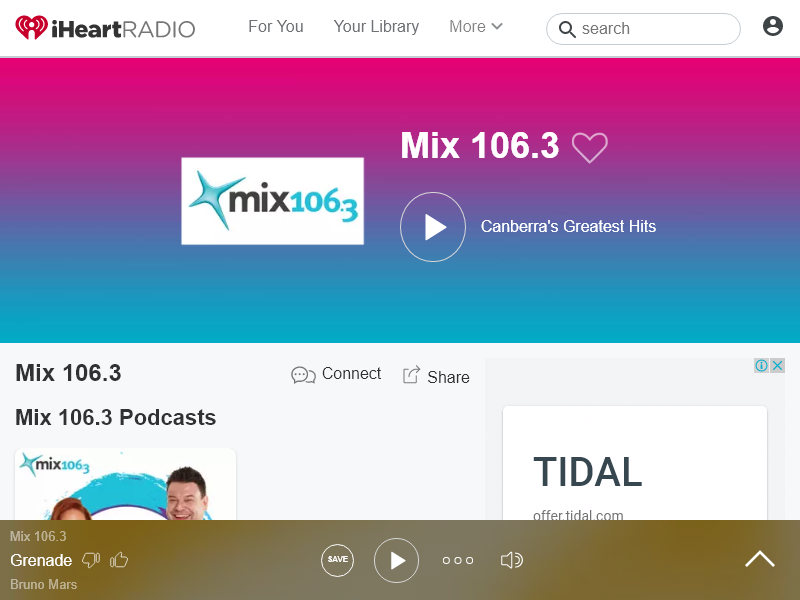 iHeartRADIO
For You
Your Library
More
search
mix106.3
Mix 106.3
Canberra's Greatest Hits
Mix 106.3
Connect
Share
Mix 106.3 Podcasts
mix106.3
TIDAL
offer.tidal.com
Mix 106.3
Grenade
Bruno Mars
SAVE